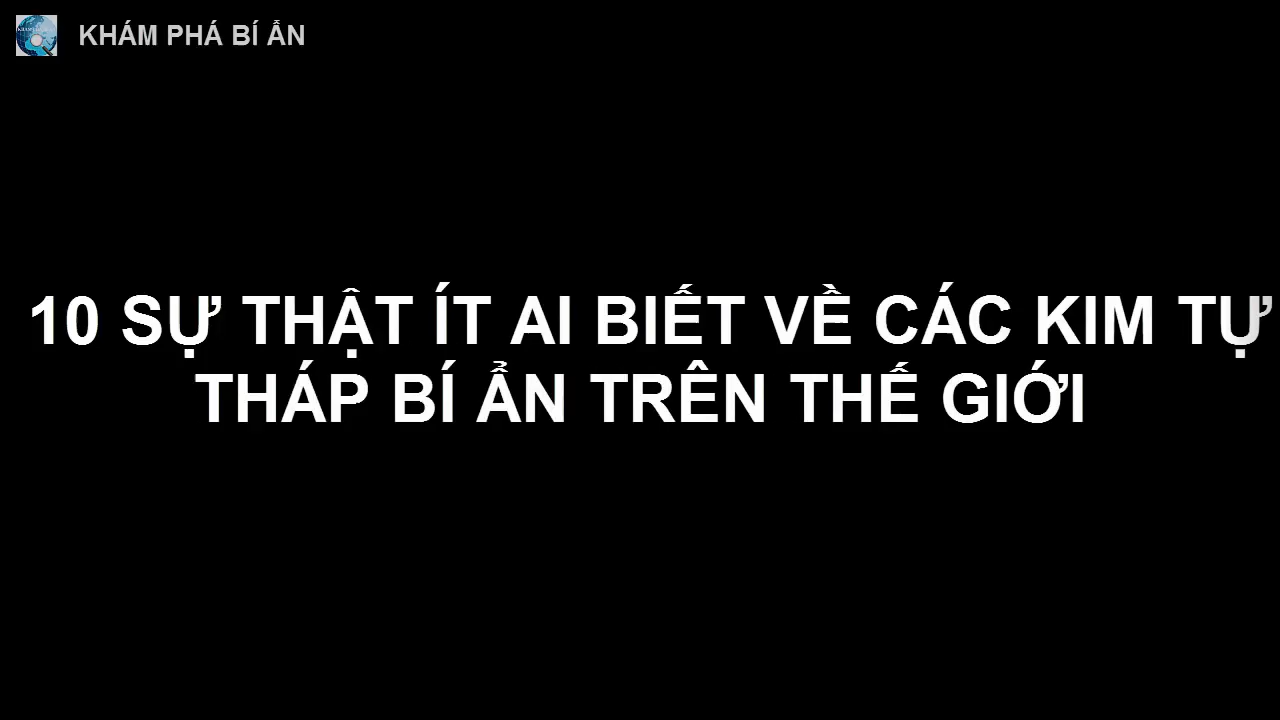 KHÁM PHÁ BÍ ẨN
10 SỰ THẬT ÍT AI BIẾT VỀ CÁC KIM TỰ
THÁP BÍ ẨN TRÊN THẾ GIỚI